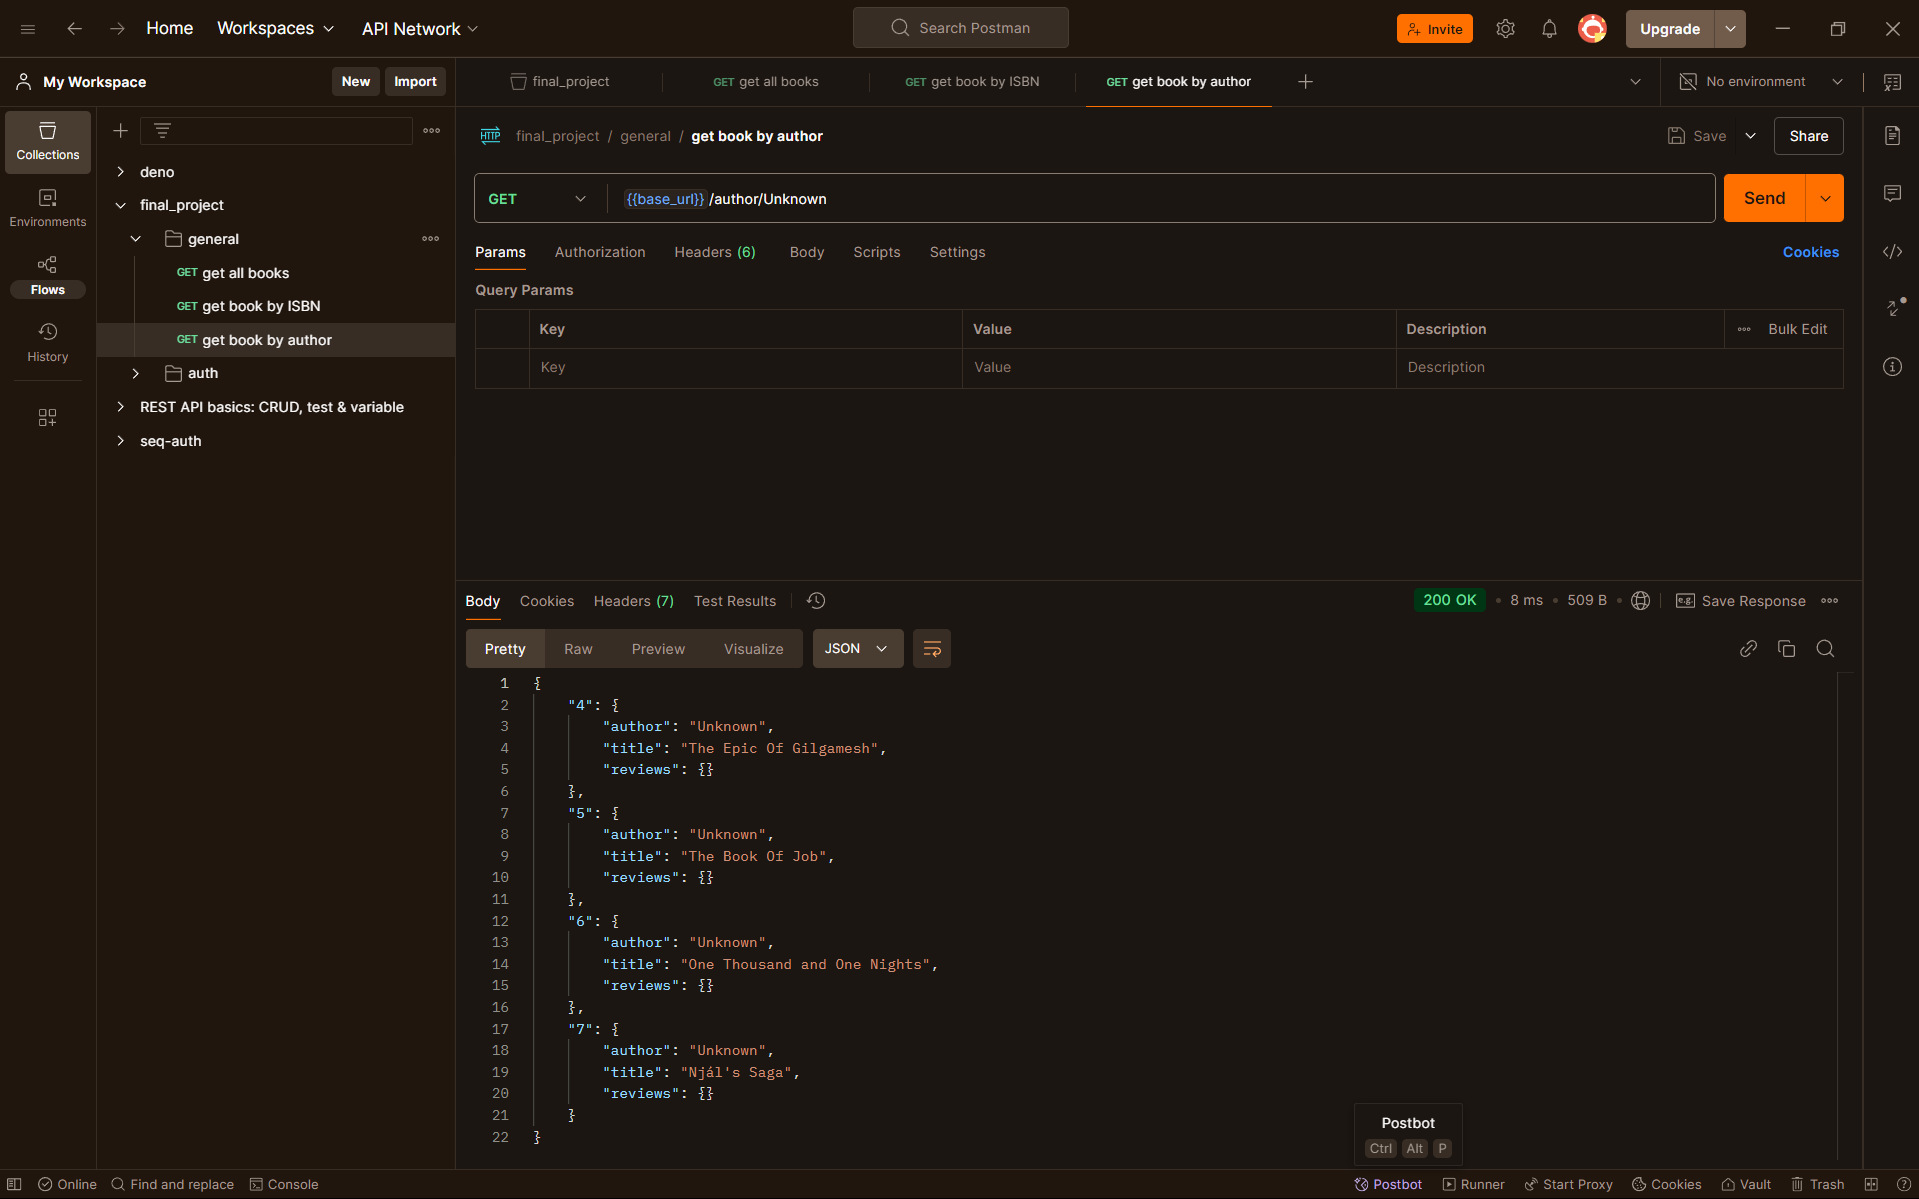 Home Workspaces API Network Search Postman Invite Upgrade
My Workspace New Import final_project GET get all books GET get book by ISBN GET get book by author No environment
Collections
Environments
Flows
History
deno
final_project
general
GET get all books
GET get book by ISBN
GET get book by author
auth
REST API basics: CRUD, test & variable
seq-auth
HTTP final_project / general / get book by author Save Share
GET {{base_url}}/author/Unknown Send
Params Authorization Headers (6) Body Scripts Settings Cookies
Query Params
Key Value Description Bulk Edit
Key Value Description
Body Cookies Headers (7) Test Results 200 OK • 8 ms • 509 B • e.g. Save Response
Pretty Raw Preview Visualize JSON
1 {
2 "4": {
3 "author": "Unknown",
4 "title": "The Epic Of Gilgamesh",
5 "reviews": {}
6 },
7 "5": {
8 "author": "Unknown",
9 "title": "The Book Of Job",
10 "reviews": {}
11 },
12 "6": {
13 "author": "Unknown",
14 "title": "One Thousand and One Nights",
15 "reviews": {}
16 },
17 "7": {
18 "author": "Unknown",
19 "title": "Njál's Saga",
20 "reviews": {}
21 }
22 }
Postbot
Ctrl Alt P
Online Find and replace Console Postbot Runner Start Proxy Cookies Vault Trash